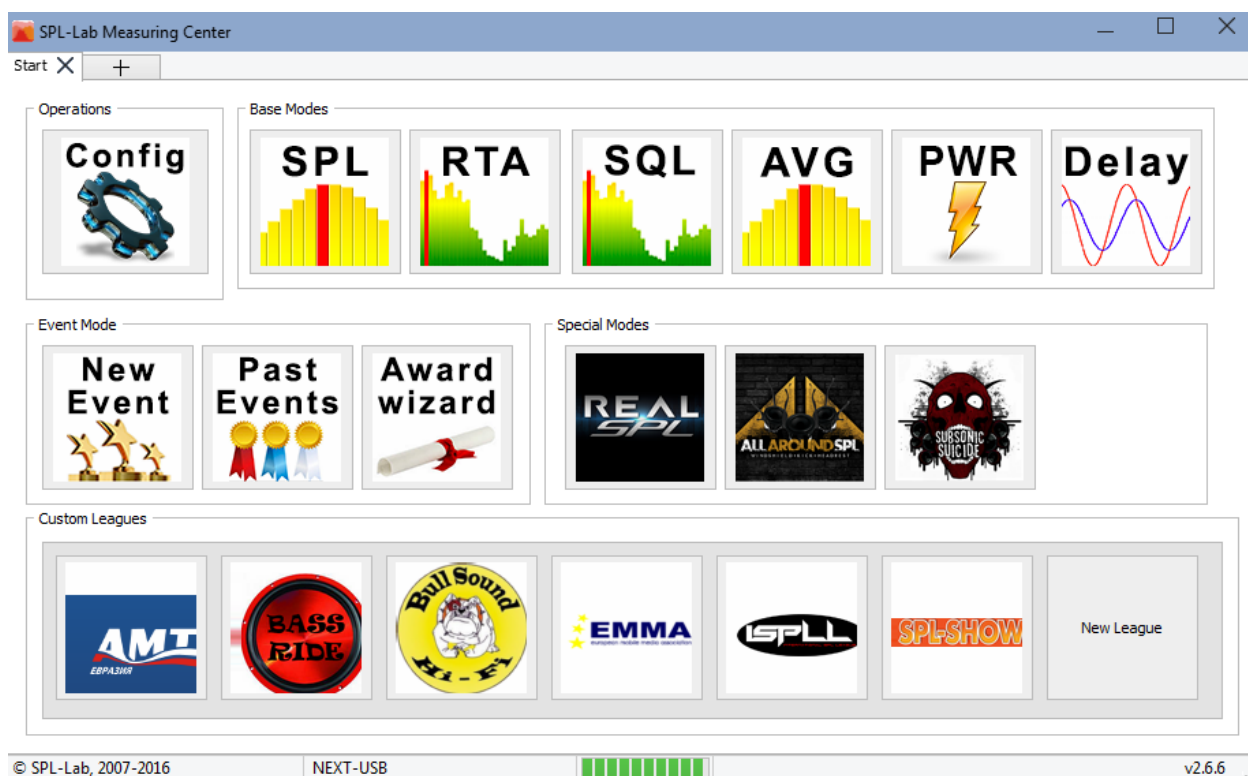 SPL-Lab Measuring Center
Start
+
Operations
Base Modes
Config
SPL
RTA
SQL
AVG
PWR
Delay
Event Mode
Special Modes
New
Event
Past
Events
Award
wizard
REAL
SPL
ALL AROUND SPL
SUBSONIC
SUICIDE
Custom Leagues
АМТ
ЕВРАЗИЯ
BASS
RIDE
Bull Sound
Hi-Fi
EMMA
european mobile media association
ISPLL
SPL-SHOW
New League
© SPL-Lab, 2007-2016
NEXT-USB
v2.6.6